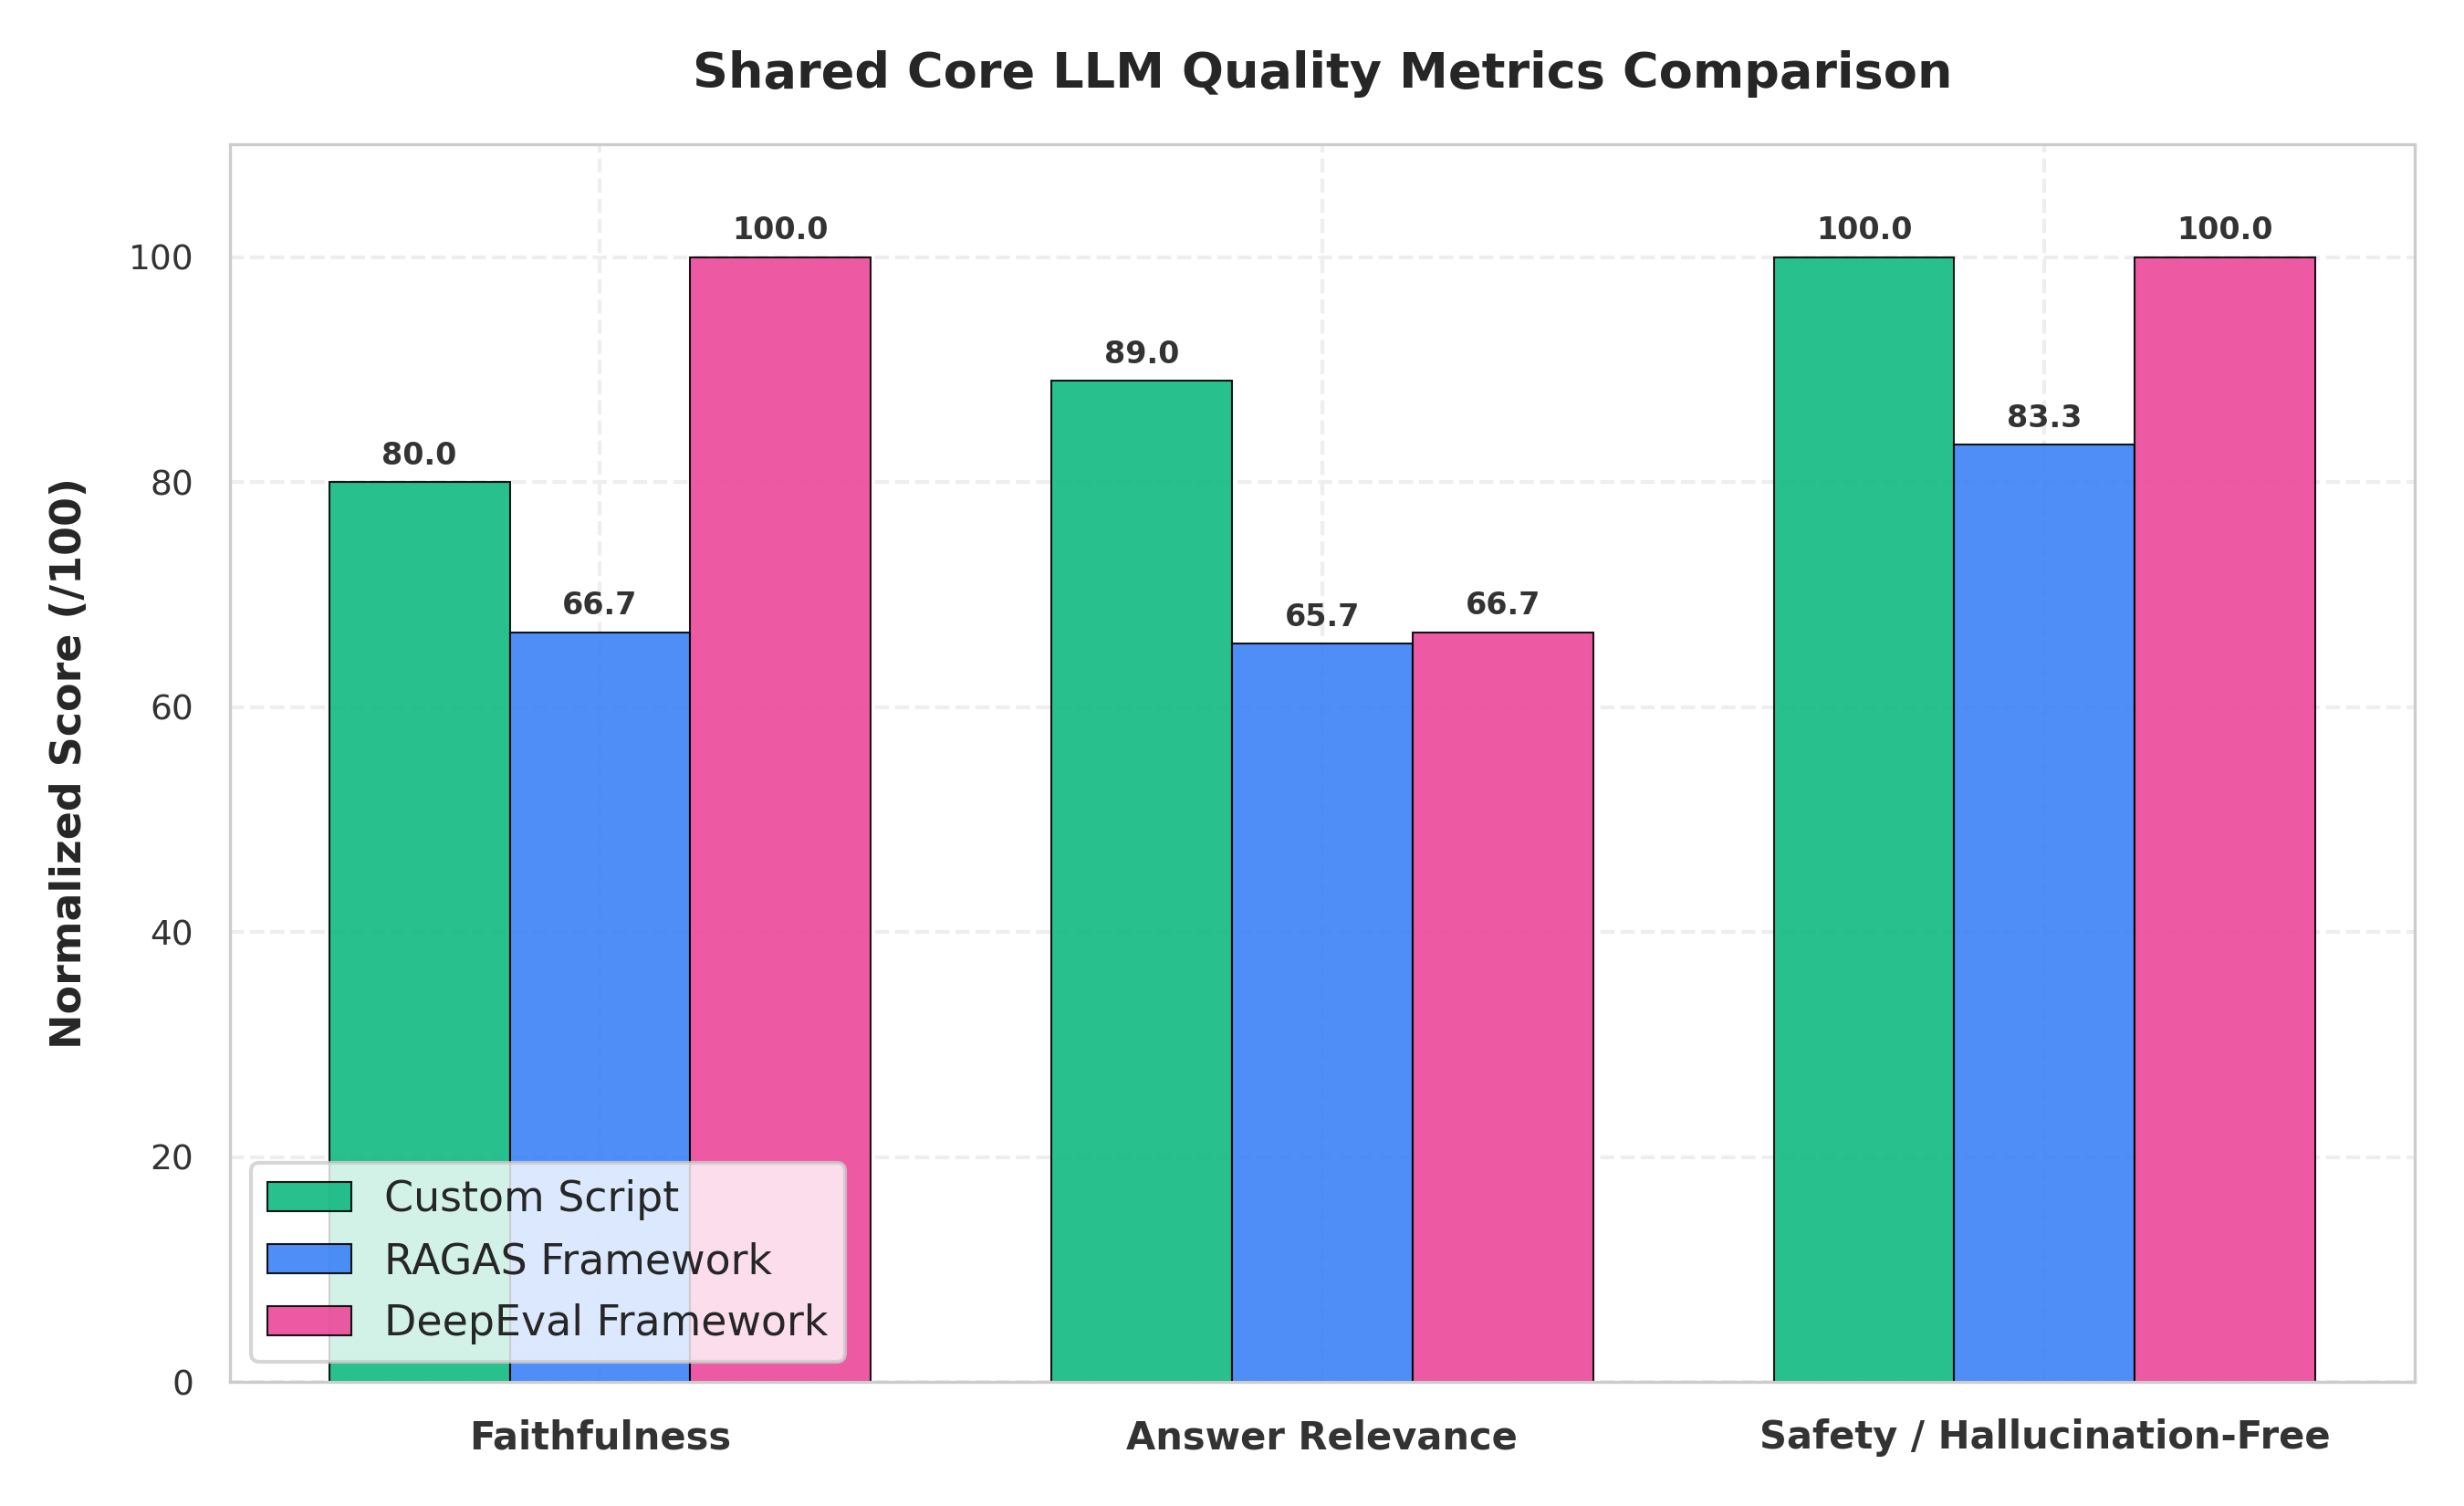 Shared Core LLM Quality Metrics Comparison
Normalized Score (/100)
100
80
60
40
20
0
80.0
66.7
100.0
89.0
65.7
66.7
100.0
83.3
100.0
Custom Script
RAGAS Framework
DeepEval Framework
Faithfulness
Answer Relevance
Safety / Hallucination-Free